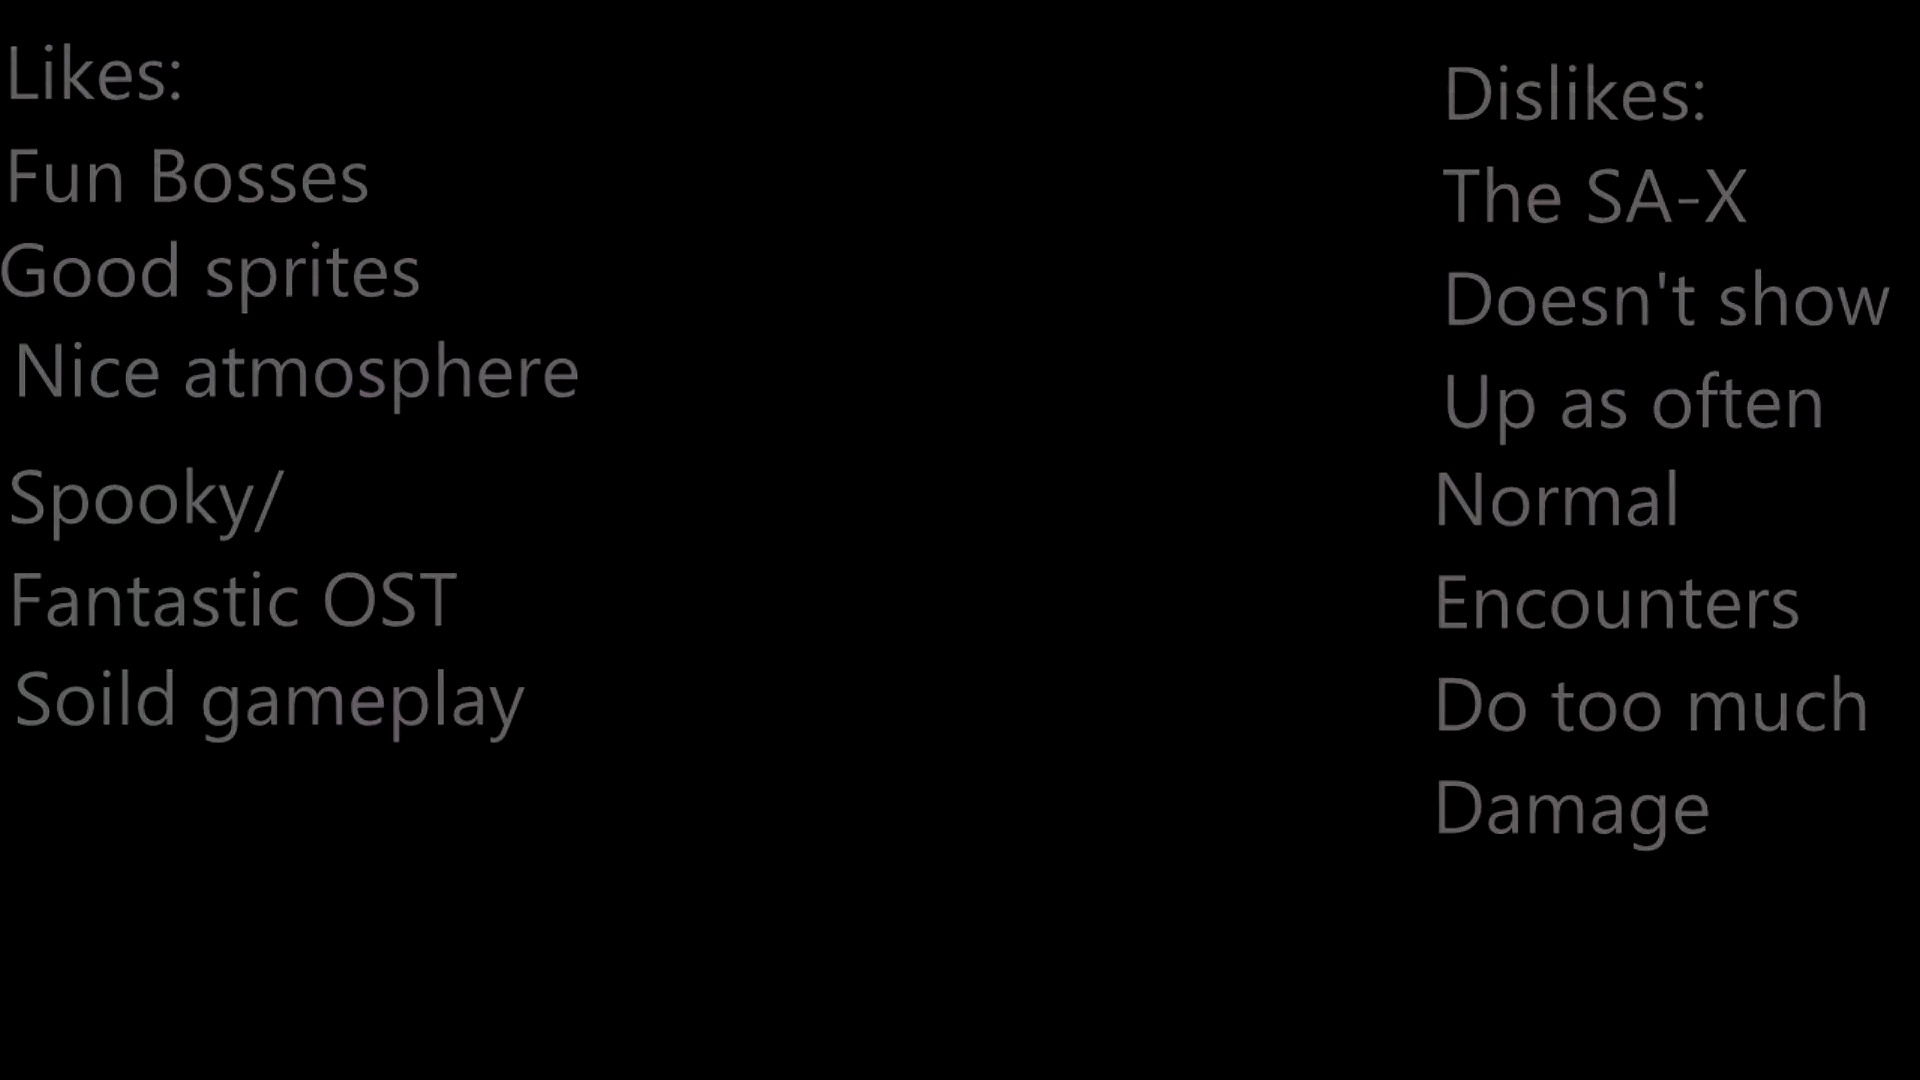 Likes:
Fun Bosses
Good sprites
Nice atmosphere
Spooky/
Fantastic OST
Soild gameplay
Dislikes:
The SA-X
Doesn't show
Up as often
Normal
Encounters
Do too much
Damage